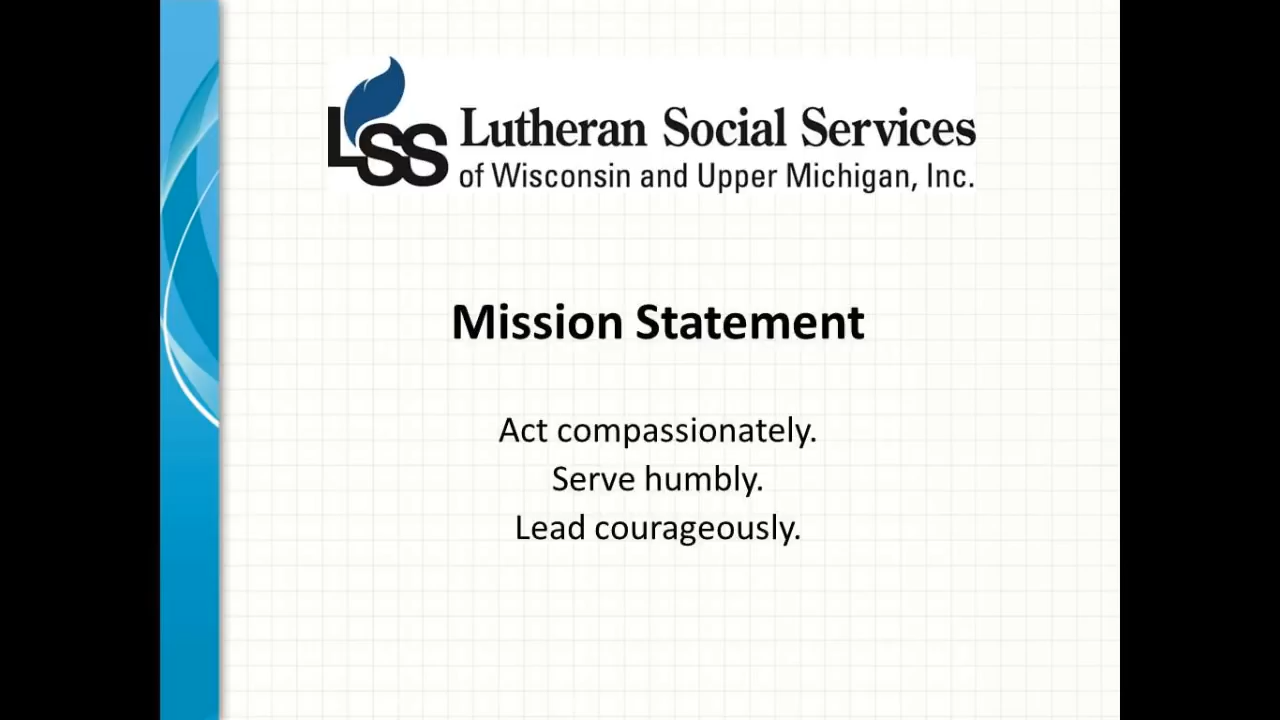 LSS
Lutheran Social Services
of Wisconsin and Upper Michigan, Inc.
Mission Statement
Act compassionately.
Serve humbly.
Lead courageously.